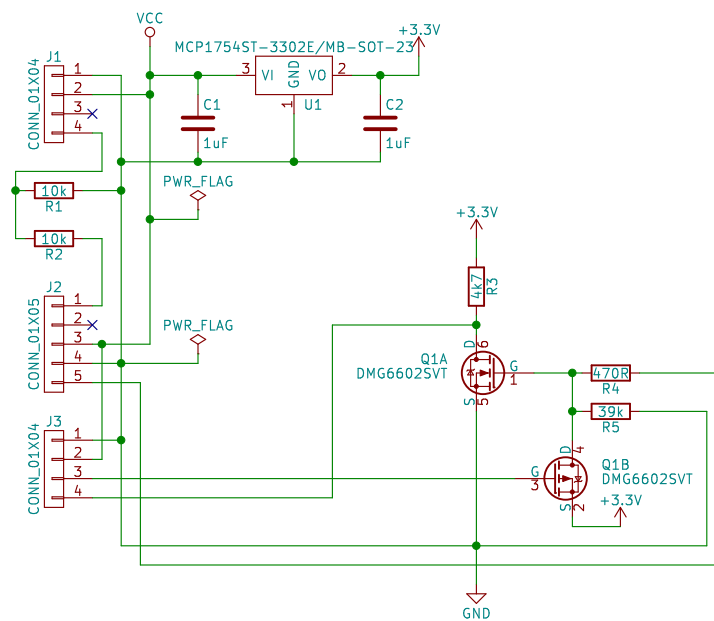 VCC
+3.3V
MCP1754ST-3302E/MB-SOT-23
J1
CONN_01X04
1
2
3
4
3
VI
GND
VO
2
1
U1
C1
1uF
C2
1uF
PWR_FLAG
10k
R1
10k
R2
+3.3V
4k7
R3
J2
CONN_01X05
1
2
3
4
5
PWR_FLAG
Q1A
DMG6602SVT
D
6
G
1
S
5
470R
R4
39k
R5
J3
CONN_01X04
1
2
3
4
D
4
Q1B
DMG6602SVT
G
3
S
2
+3.3V
GND